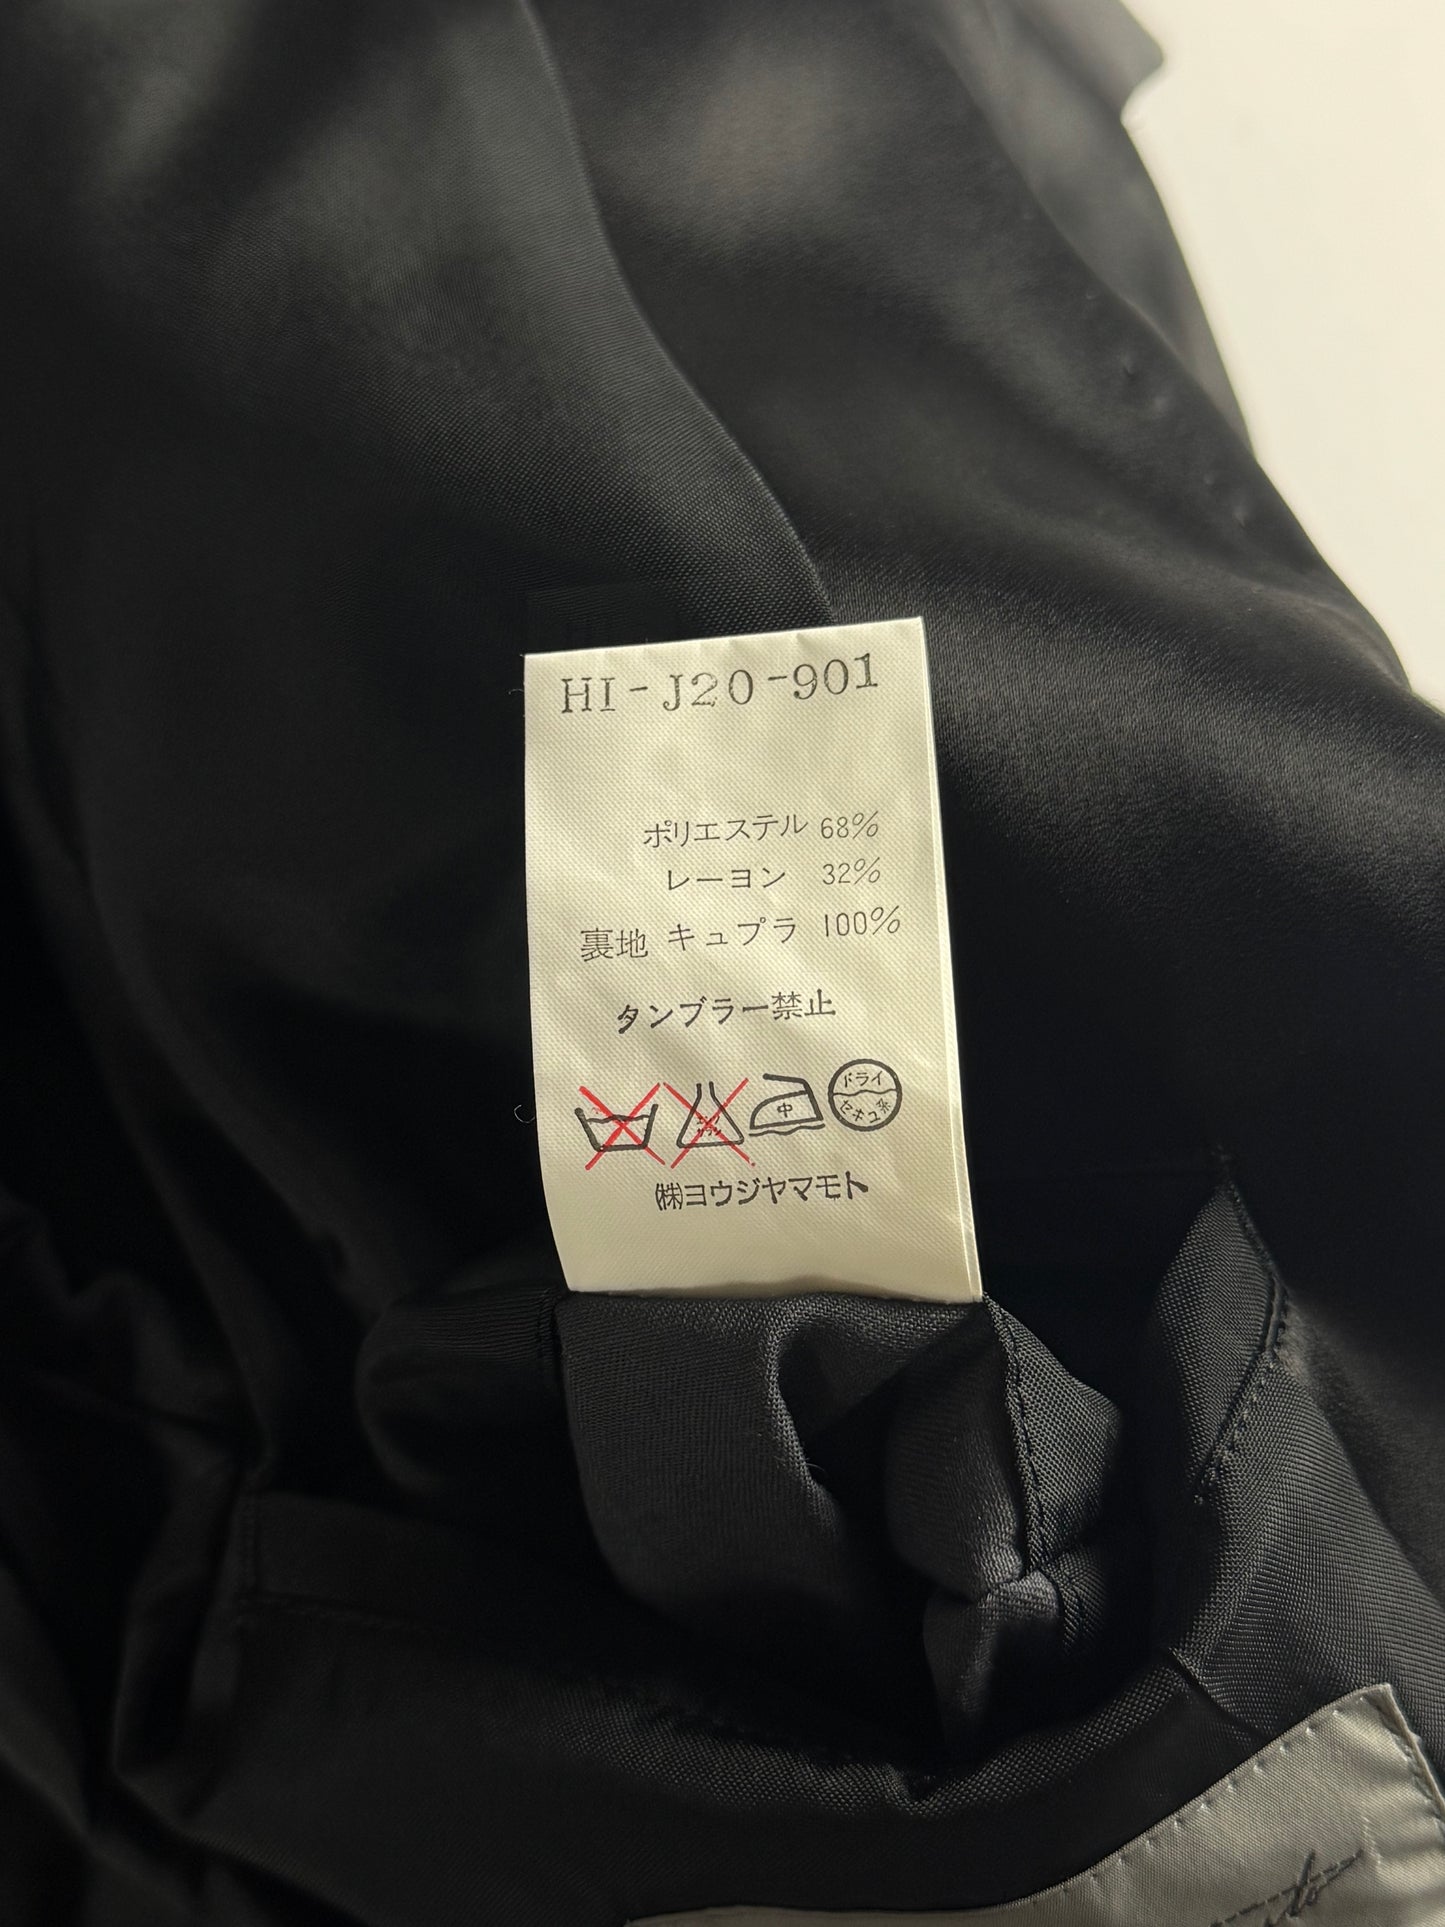 HI-J20-901
ポリエステル 68%
レーヨン 32%
裏地 キュプラ 100%
タンブラー禁止
中
ドライ
セキユ系
㈱ヨウジヤマモト